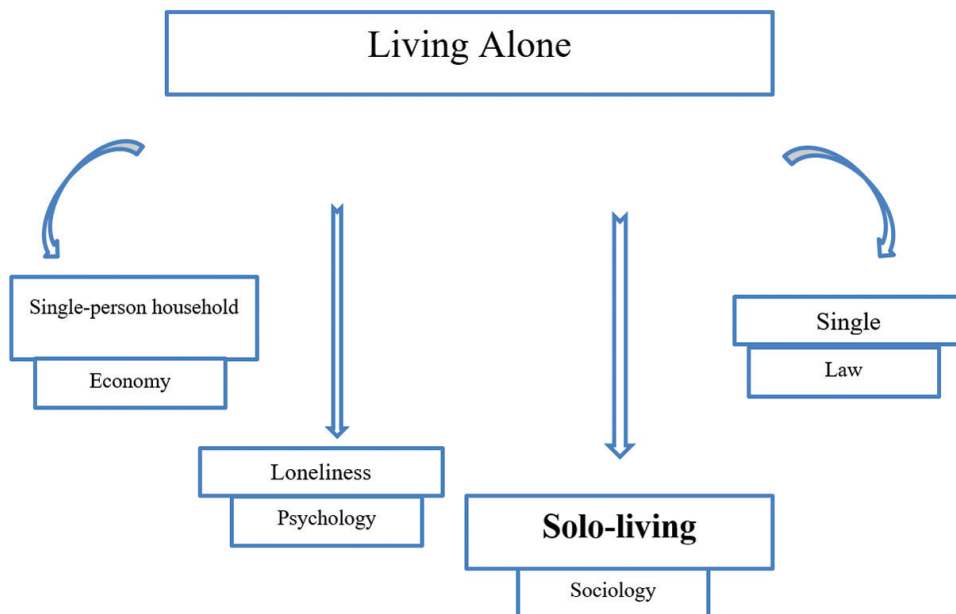 Living Alone
Single-person household
Economy
Loneliness
Psychology
Solo-living
Sociology
Single
Law